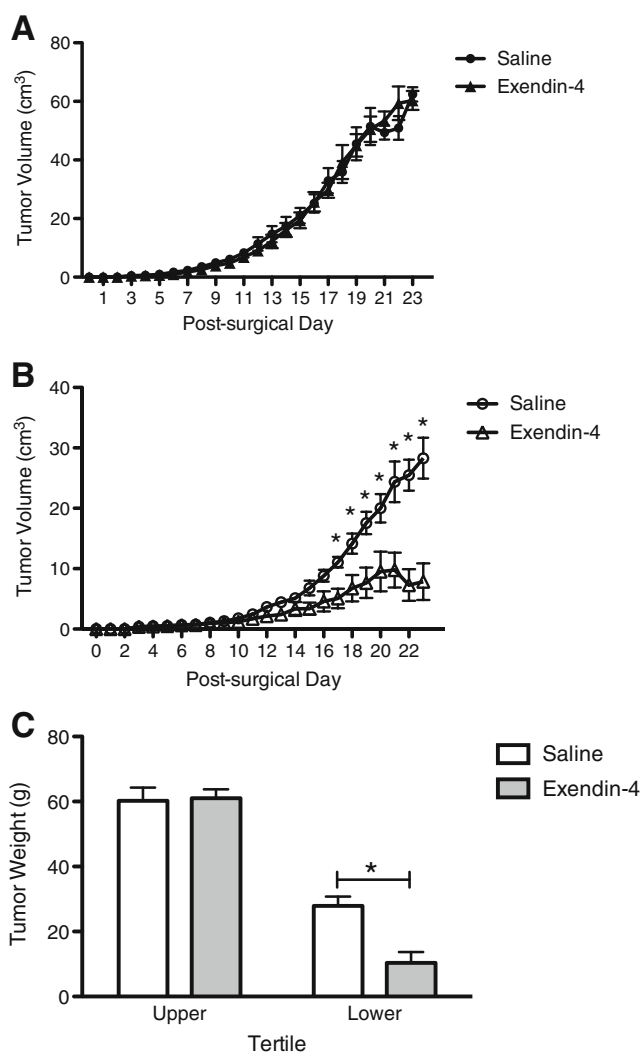 A
80
60
40
20
0
Tumor Volume (cm³)
1 3 5 7 9 11 13 15 17 19 21 23
Post-surgical Day
Saline
Exendin-4
B
40
30
20
10
0
Tumor Volume (cm³)
* * * * * * *
0 2 4 6 8 10 12 14 16 18 20 22
Post-surgical Day
Saline
Exendin-4
C
80
60
40
20
0
Tumor Weight (g)
*
Upper Lower
Tertile
Saline
Exendin-4